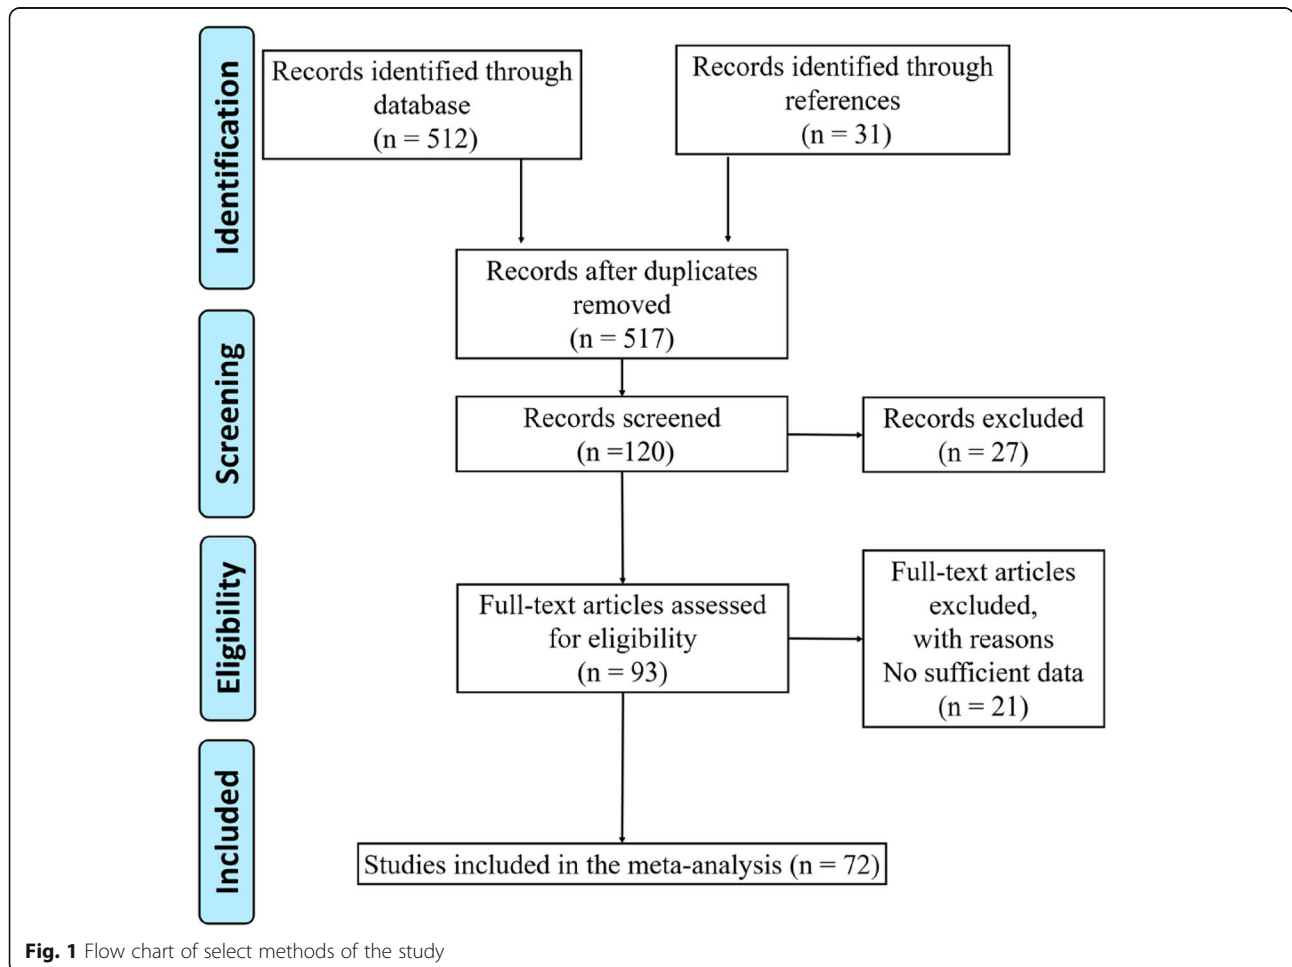 Identification
Records identified through
database
(n = 512)
Records identified through
references
(n = 31)
Records after duplicates
removed
(n = 517)
Screening
Records screened
(n =120)
Records excluded
(n = 27)
Eligibility
Full-text articles assessed
for eligibility
(n = 93)
Full-text articles
excluded,
with reasons
No sufficient data
(n = 21)
Included
Studies included in the meta-analysis (n = 72)
Fig. 1 Flow chart of select methods of the study